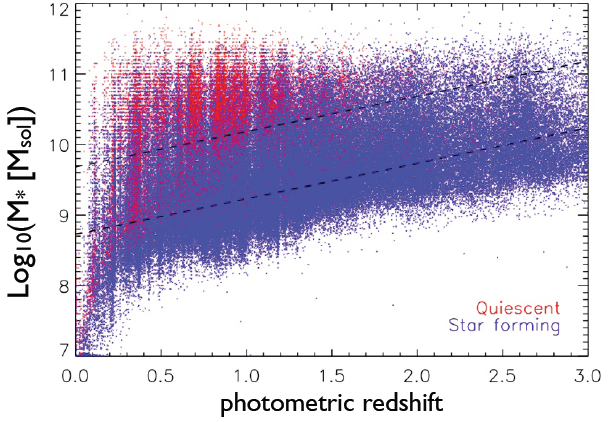 12
11
10
9
8
7
Log10(M* [Msol])
Quiescent
Star forming
0.0 0.5 1.0 1.5 2.0 2.5 3.0
photometric redshift